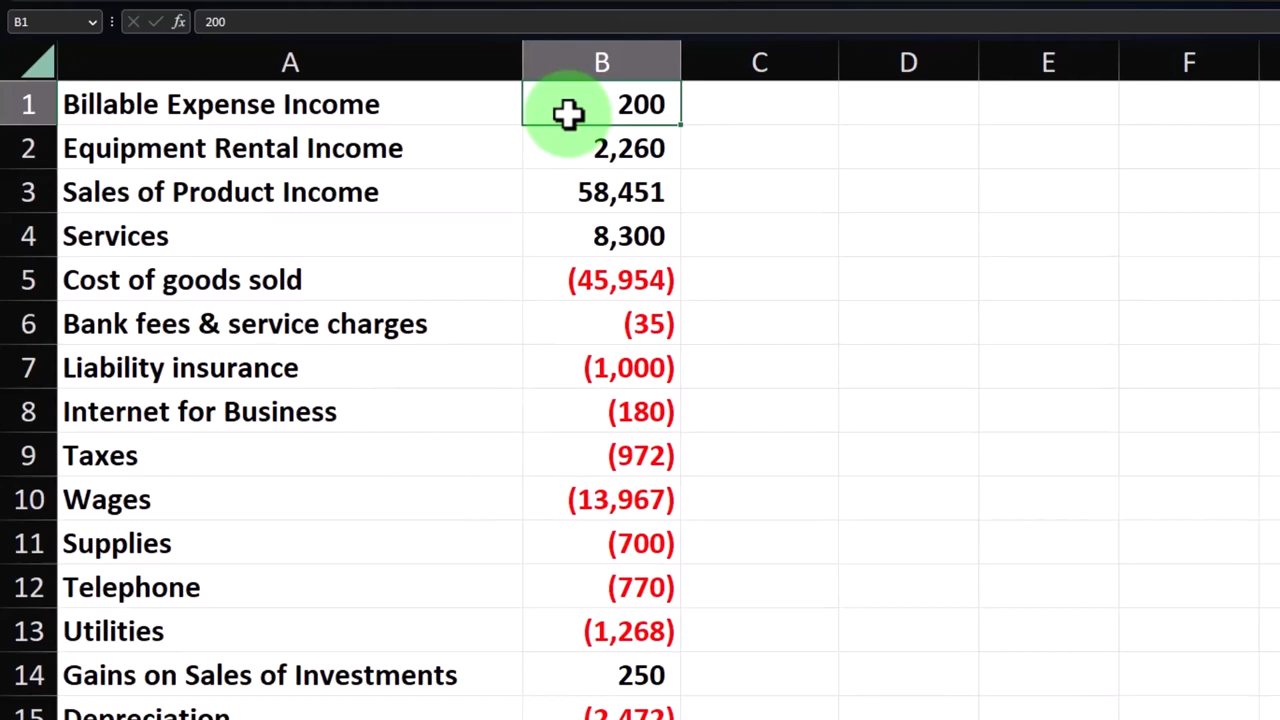 B1 fx 200
A B C D E F
1 Billable Expense Income 200
2 Equipment Rental Income 2,260
3 Sales of Product Income 58,451
4 Services 8,300
5 Cost of goods sold (45,954)
6 Bank fees & service charges (35)
7 Liability insurance (1,000)
8 Internet for Business (180)
9 Taxes (972)
10 Wages (13,967)
11 Supplies (700)
12 Telephone (770)
13 Utilities (1,268)
14 Gains on Sales of Investments 250
15 Depreciation (2,472)